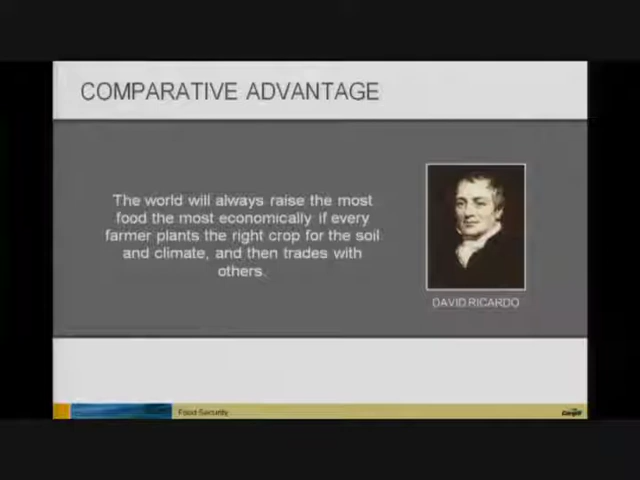 COMPARATIVE ADVANTAGE
The world will always raise the most
food the most economically if every
farmer plants the right crop for the soil
and climate, and then trades with
others.
DAVID RICARDO
Food Security
Cargill